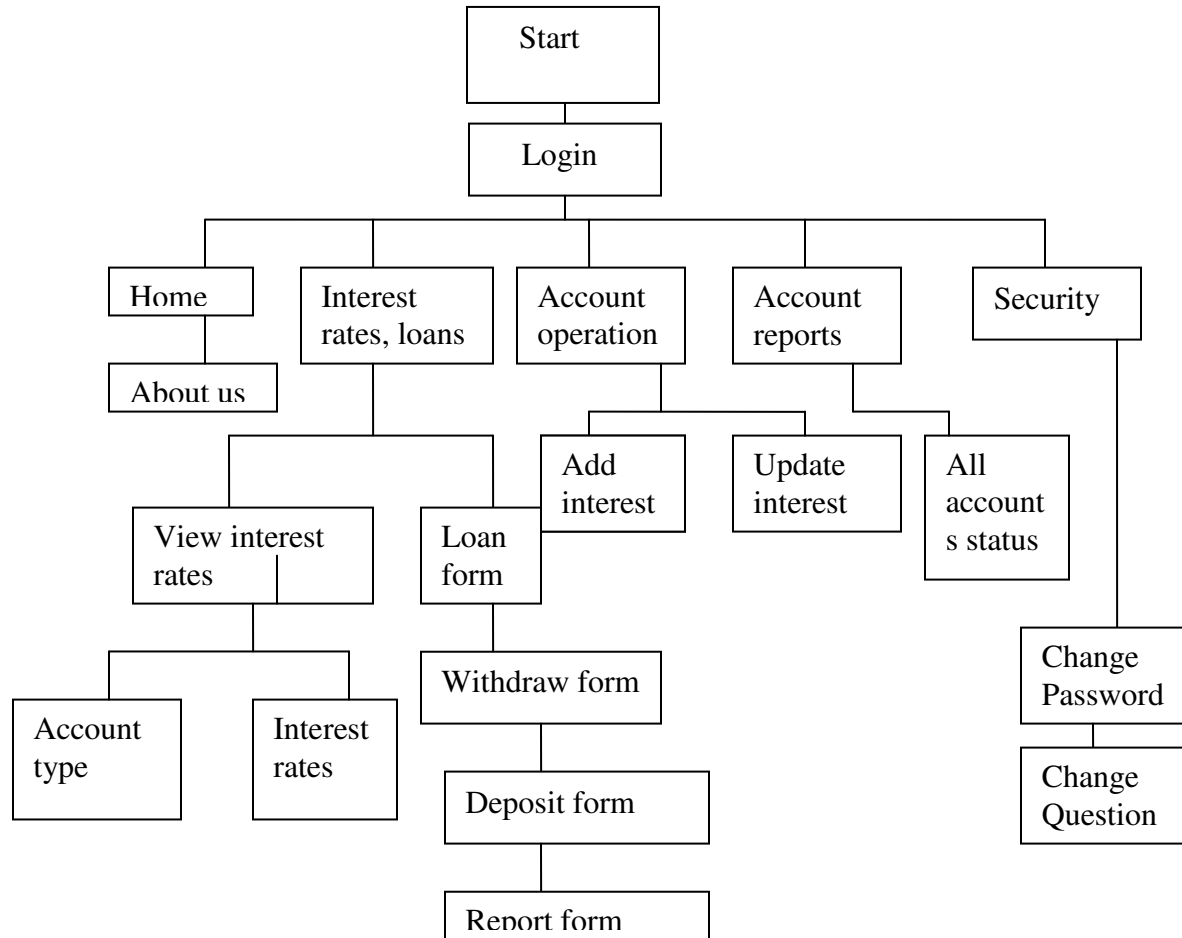 Start
Login
Home
Interest
rates, loans
Account
operation
Account
reports
Security
About us
Add
interest
Update
interest
All
account
s status
View interest
rates
Loan
form
Withdraw form
Change
Password
Account
type
Interest
rates
Deposit form
Change
Question
Report form